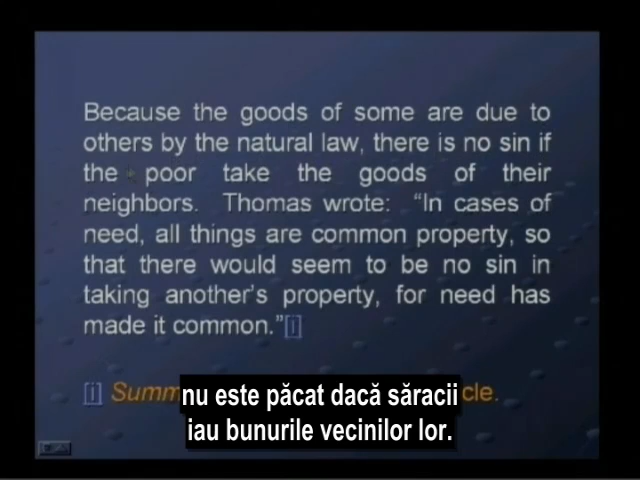 Because the goods of some are due to
others by the natural law, there is no sin if
the poor take the goods of their
neighbors. Thomas wrote: “In cases of
need, all things are common property, so
that there would seem to be no sin in
taking another’s property, for need has
made it common.”[i]
[i]
nu este păcat dacă săracii
iau bunurile vecinilor lor.